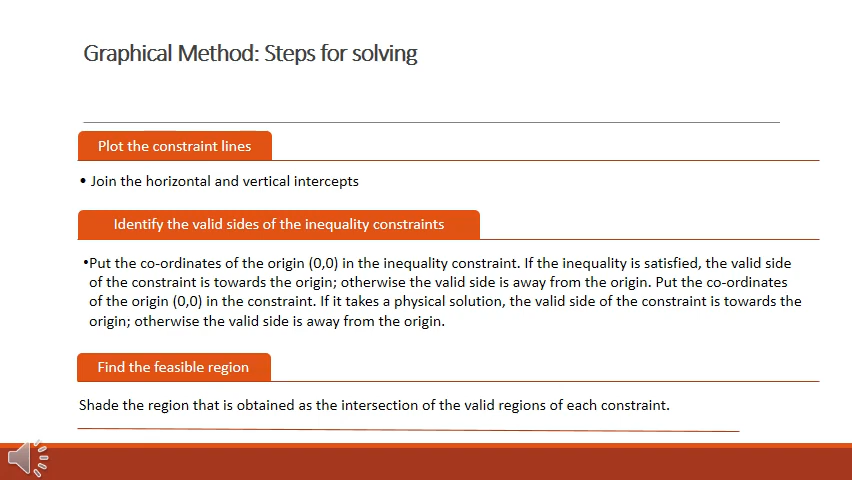 Graphical Method: Steps for solving
Plot the constraint lines
• Join the horizontal and vertical intercepts
Identify the valid sides of the inequality constraints
•Put the co-ordinates of the origin (0,0) in the inequality constraint. If the inequality is satisfied, the valid side
of the constraint is towards the origin; otherwise the valid side is away from the origin. Put the co-ordinates
of the origin (0,0) in the constraint. If it takes a physical solution, the valid side of the constraint is towards the
origin; otherwise the valid side is away from the origin.
Find the feasible region
Shade the region that is obtained as the intersection of the valid regions of each constraint.